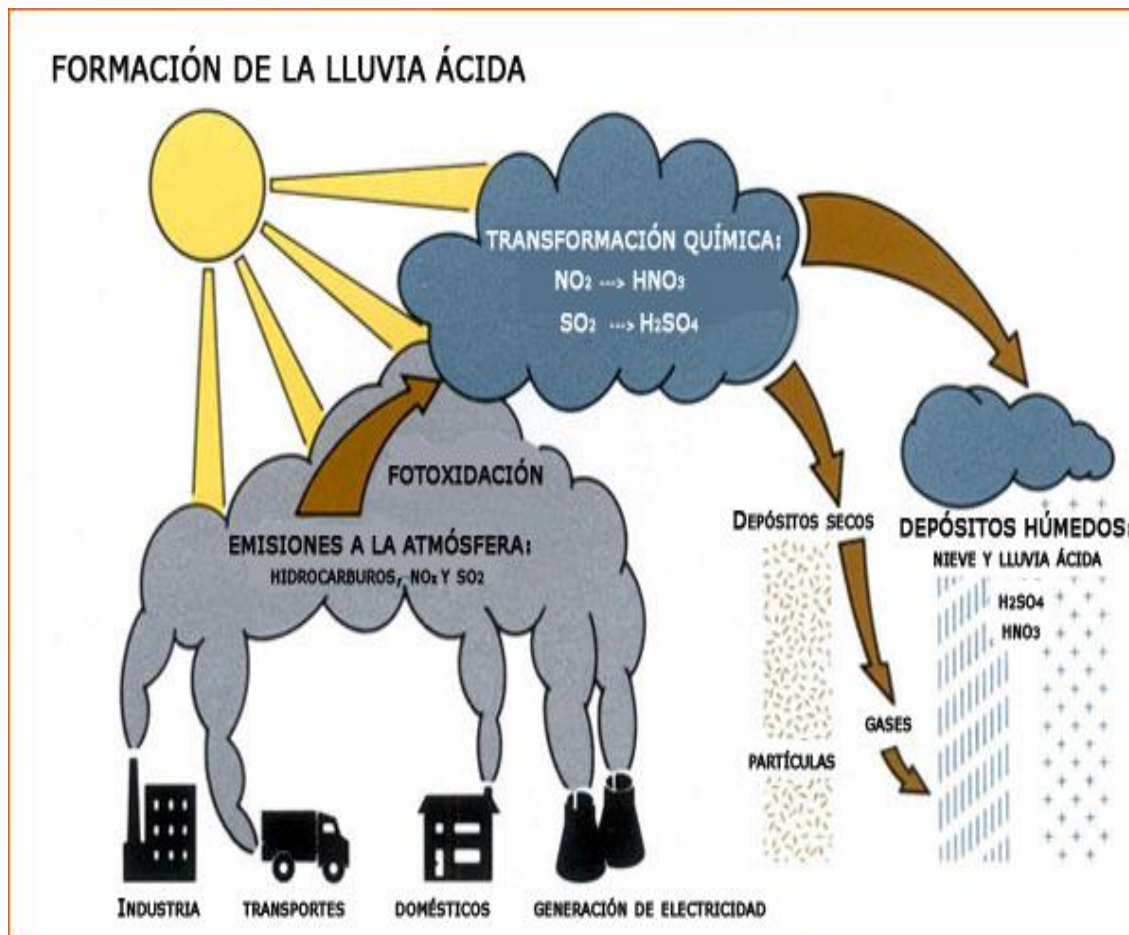 FORMACIÓN DE LA LLUVIA ÁCIDA
TRANSFORMACIÓN QUÍMICA:
NO₂ ---> HNO₃
SO₂ ---> H₂SO₄
FOTOXIDACIÓN
EMISIONES A LA ATMÓSFERA:
HIDROCARBUROS, NOx Y SO₂
DEPÓSITOS SECOS
DEPÓSITOS HÚMEDOS:
NIEVE Y LLUVIA ÁCIDA
H₂SO₄
HNO₃
GASES
PARTÍCULAS
INDUSTRIA
TRANSPORTES
DOMÉSTICOS
GENERACIÓN DE ELECTRICIDAD